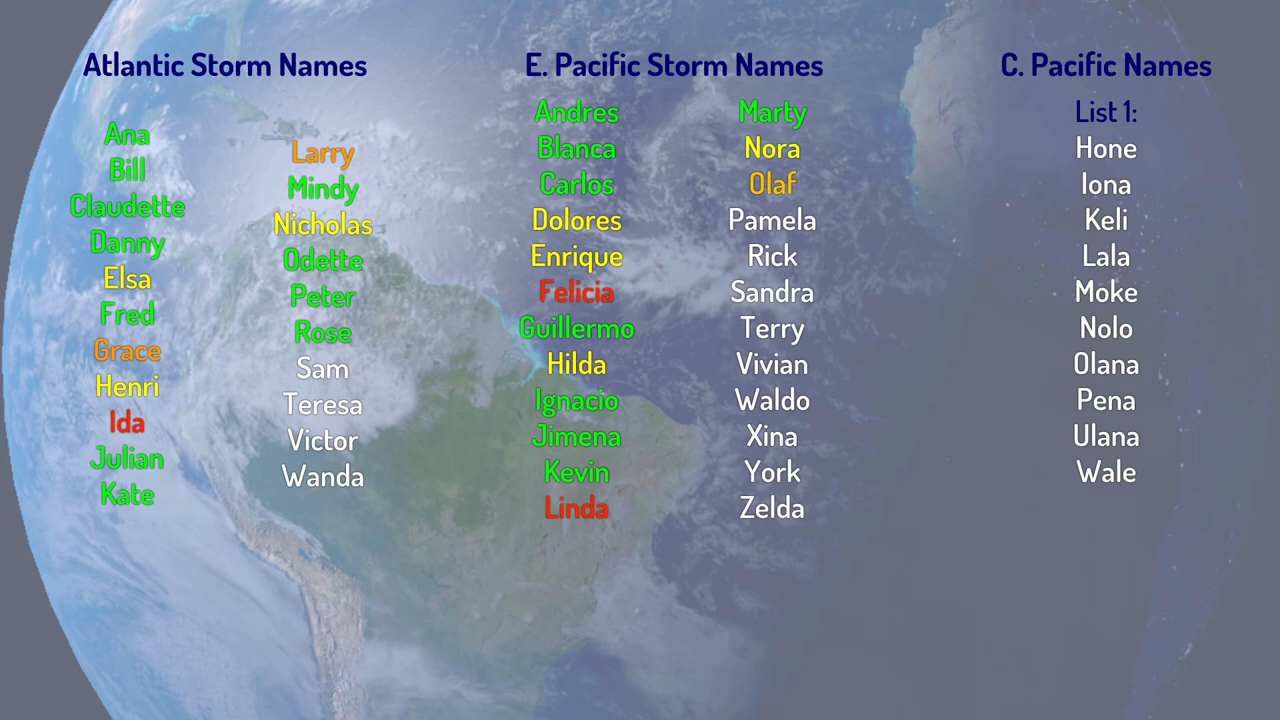 Atlantic Storm Names
Ana
Bill
Claudette
Danny
Elsa
Fred
Grace
Henri
Ida
Julian
Kate
Larry
Mindy
Nicholas
Odette
Peter
Rose
Sam
Teresa
Victor
Wanda
E. Pacific Storm Names
Andres
Blanca
Carlos
Dolores
Enrique
Felicia
Guillermo
Hilda
Ignacio
Jimena
Kevin
Linda
Marty
Nora
Olaf
Pamela
Rick
Sandra
Terry
Vivian
Waldo
Xina
York
Zelda
C. Pacific Names
List 1:
Hone
Iona
Keli
Lala
Moke
Nolo
Olana
Pena
Ulana
Wale